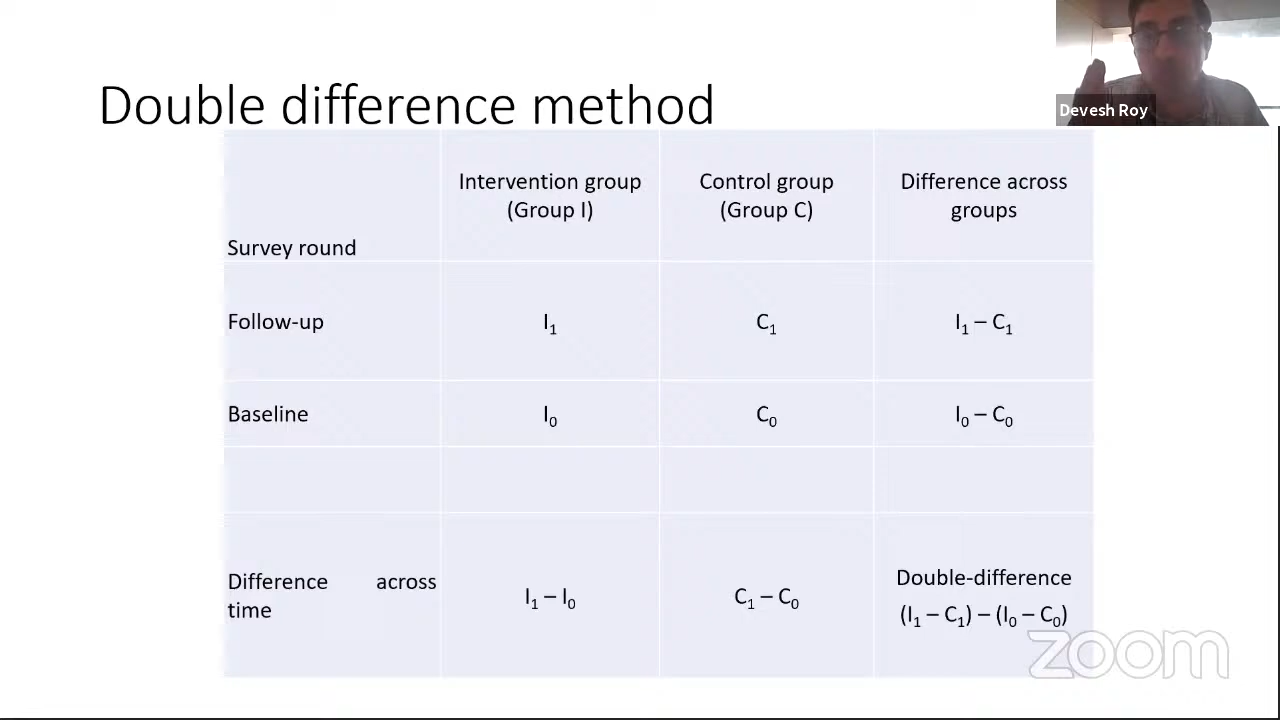 Double difference method
Devesh Roy
Survey round
Intervention group
(Group I)
Control group
(Group C)
Difference across
groups
Follow-up
I₁
C₁
I₁ – C₁
Baseline
I₀
C₀
I₀ – C₀
Difference across
time
I₁ – I₀
C₁ – C₀
Double-difference
(I₁ – C₁) – (I₀ – C₀)
zoom